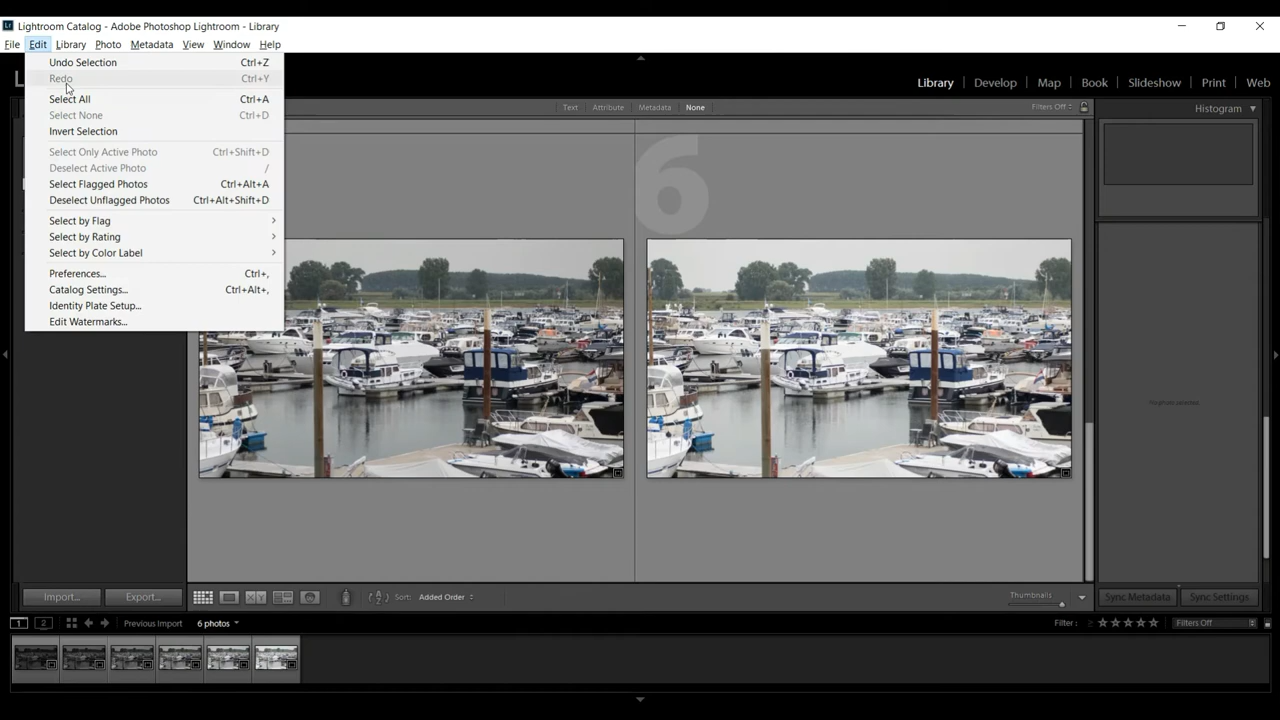 Lr Lightroom Catalog - Adobe Photoshop Lightroom - Library
File Edit Library Photo Metadata View Window Help
Undo Selection Ctrl+Z
Redo Ctrl+Y
Select All Ctrl+A
Select None Ctrl+D
Invert Selection
Select Only Active Photo Ctrl+Shift+D
Deselect Active Photo /
Select Flagged Photos Ctrl+Alt+A
Deselect Unflagged Photos Ctrl+Alt+Shift+D
Select by Flag
Select by Rating
Select by Color Label
Preferences... Ctrl+,
Catalog Settings... Ctrl+Alt+,
Identity Plate Setup...
Edit Watermarks...
L
Library | Develop | Map | Book | Slideshow | Print | Web
Text Attribute Metadata None Filters Off
Histogram
6
No photo selected.
Import... Export...
XY
Sort: Added Order
Thumbnails
Sync Metadata Sync Settings
1 2 Previous Import 6 photos
Filter: Filters Off